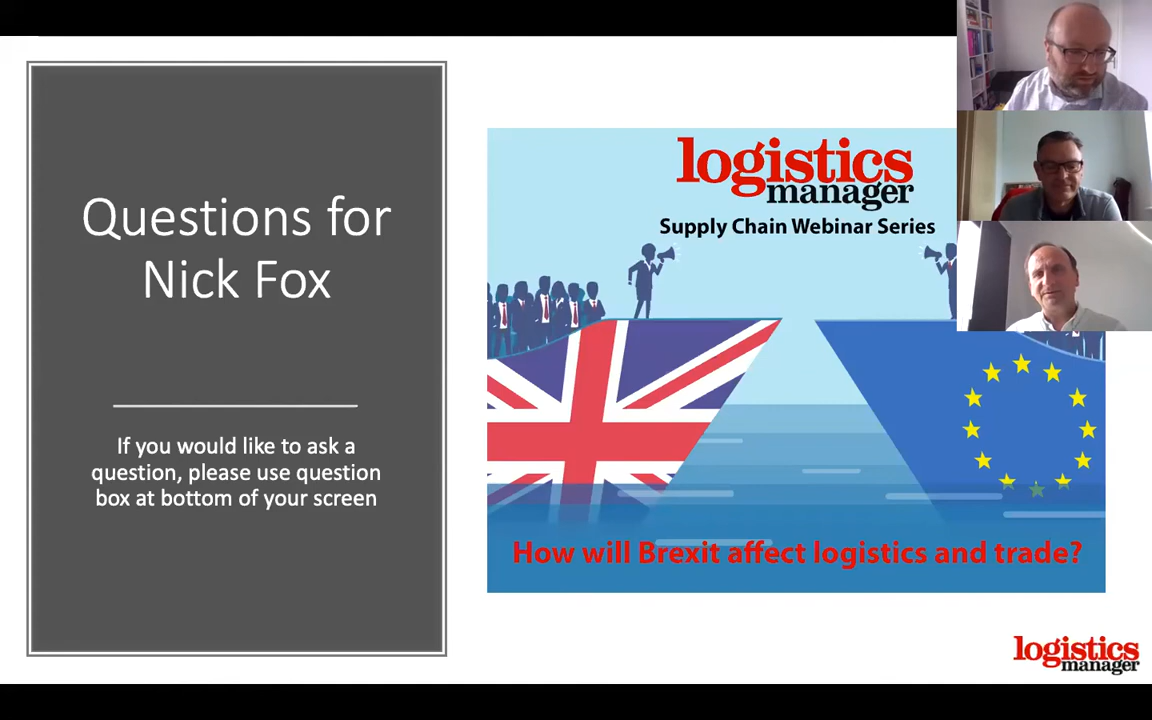 Questions for
Nick Fox
If you would like to ask a
question, please use question
box at bottom of your screen
logistics
manager
Supply Chain Webinar Series
How will Brexit affect logistics and trade?
logistics
manager